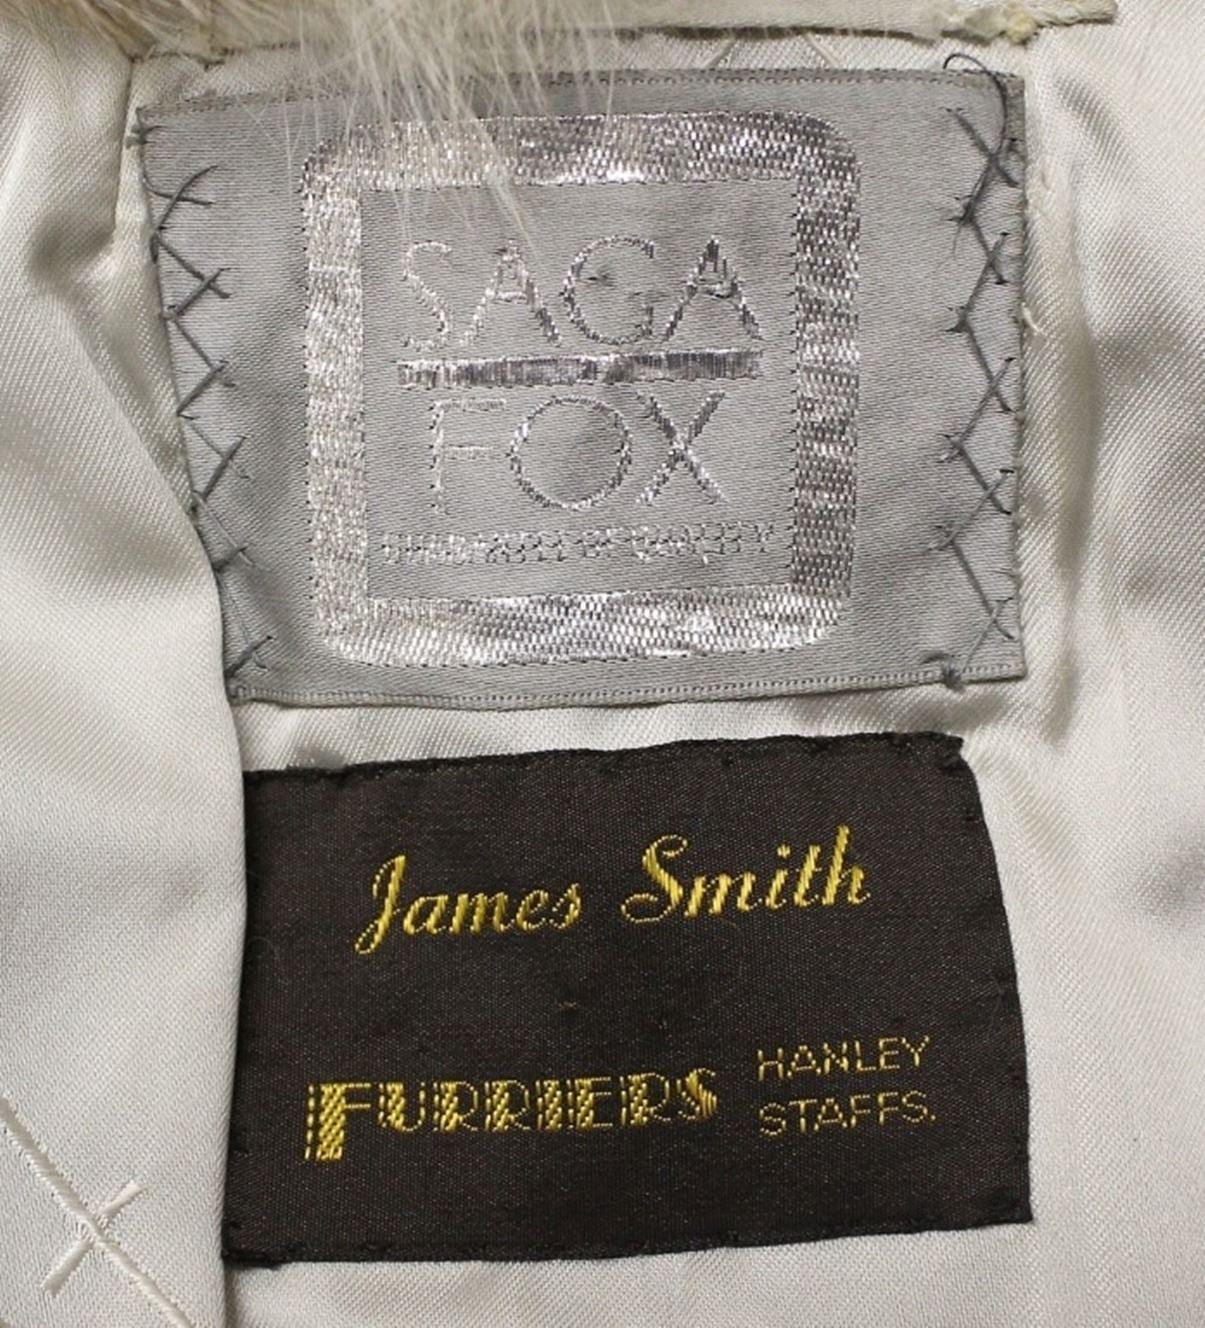 SAGA
FOX
James Smith
FURRIERS
HANLEY
STAFFS.